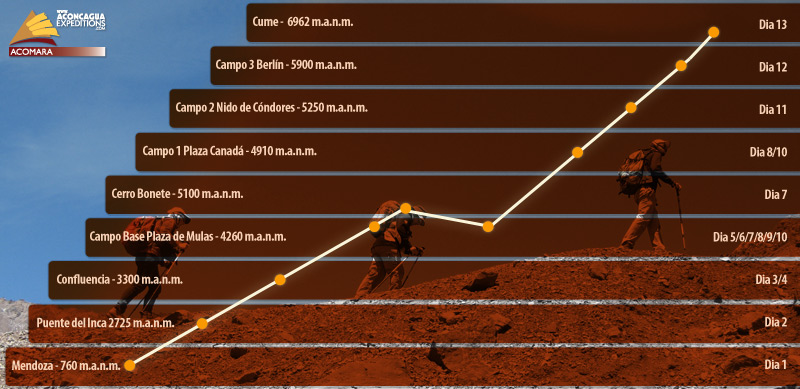 WWW.
ACONCAGUA
EXPEDITIONS
.COM
ACOMARA
Cume - 6962 m.a.n.m. Dia 13
Campo 3 Berlín - 5900 m.a.n.m. Dia 12
Campo 2 Nido de Cóndores - 5250 m.a.n.m. Dia 11
Campo 1 Plaza Canadá - 4910 m.a.n.m. Dia 8/10
Cerro Bonete - 5100 m.a.n.m. Dia 7
Campo Base Plaza de Mulas - 4260 m.a.n.m. Dia 5/6/7/8/9/10
Confluencia - 3300 m.a.n.m. Dia 3/4
Puente del Inca 2725 m.a.n.m. Dia 2
Mendoza - 760 m.a.n.m. Dia 1